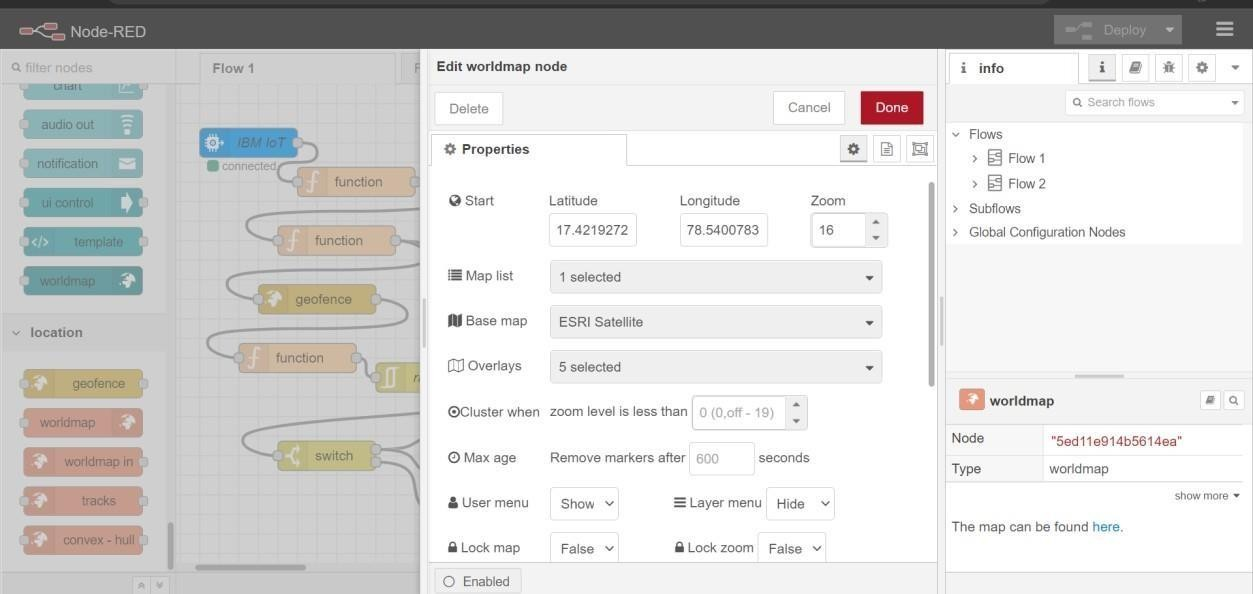 Node-RED
Deploy
filter nodes
chart
audio out
notification
ui control
template
worldmap
location
geofence
worldmap
worldmap in
tracks
convex - hull
Flow 1
IBM IoT
connected
function
function
geofence
function
switch
Edit worldmap node
Delete
Cancel
Done
Properties
Start
Latitude
Longitude
Zoom
17.4219272
78.5400783
16
Map list
1 selected
Base map
ESRI Satellite
Overlays
5 selected
Cluster when zoom level is less than 0 (0,off - 19)
Max age Remove markers after 600 seconds
User menu Show
Layer menu Hide
Lock map False
Lock zoom False
Enabled
i info
i
Search flows
Flows
Flow 1
Flow 2
Subflows
Global Configuration Nodes
worldmap
Node "5ed11e914b5614ea"
Type worldmap
show more
The map can be found here.